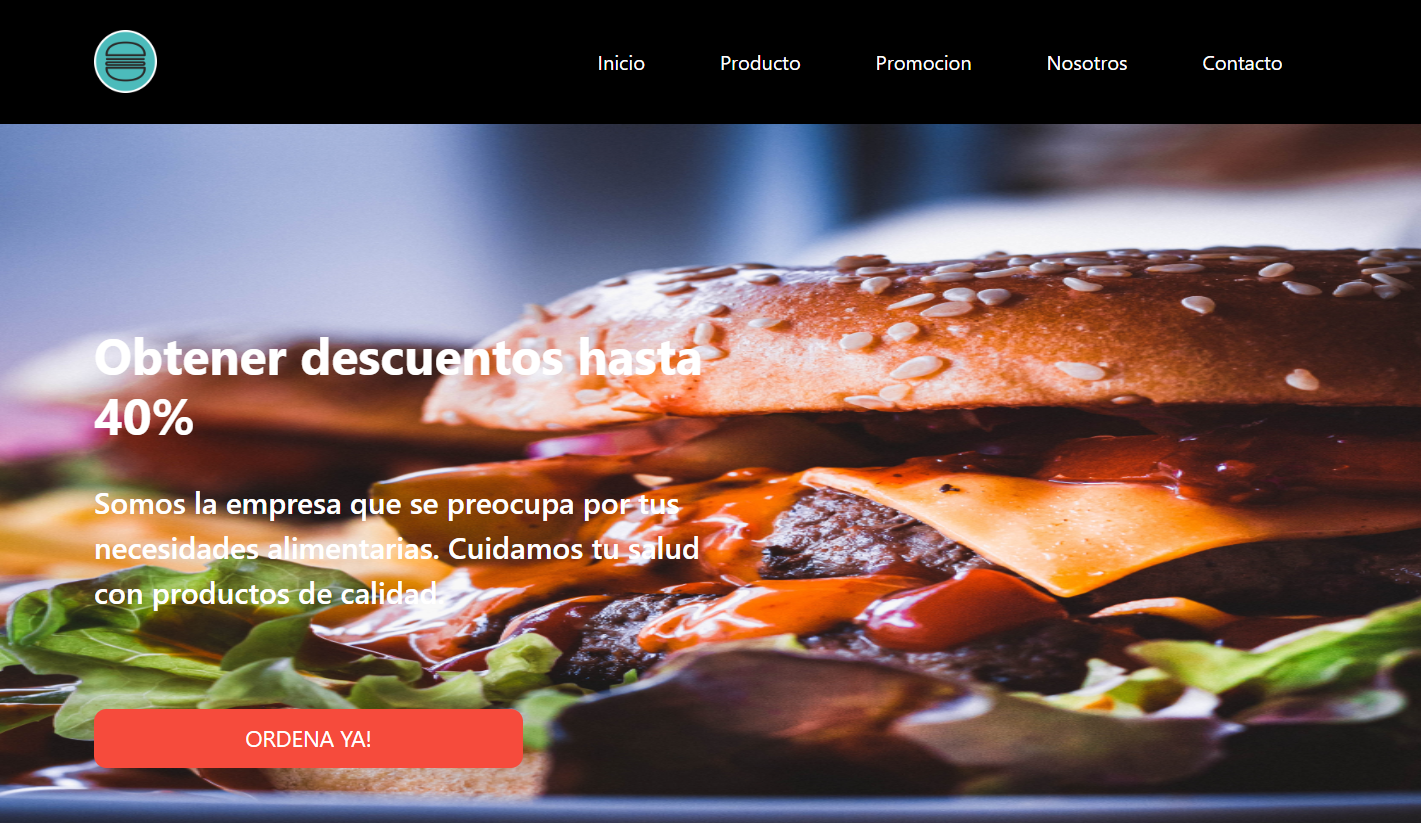 Inicio Producto Promocion Nosotros Contacto
Obtener descuentos hasta
40%
Somos la empresa que se preocupa por tus
necesidades alimentarias. Cuidamos tu salud
con productos de calidad.
ORDENA YA!